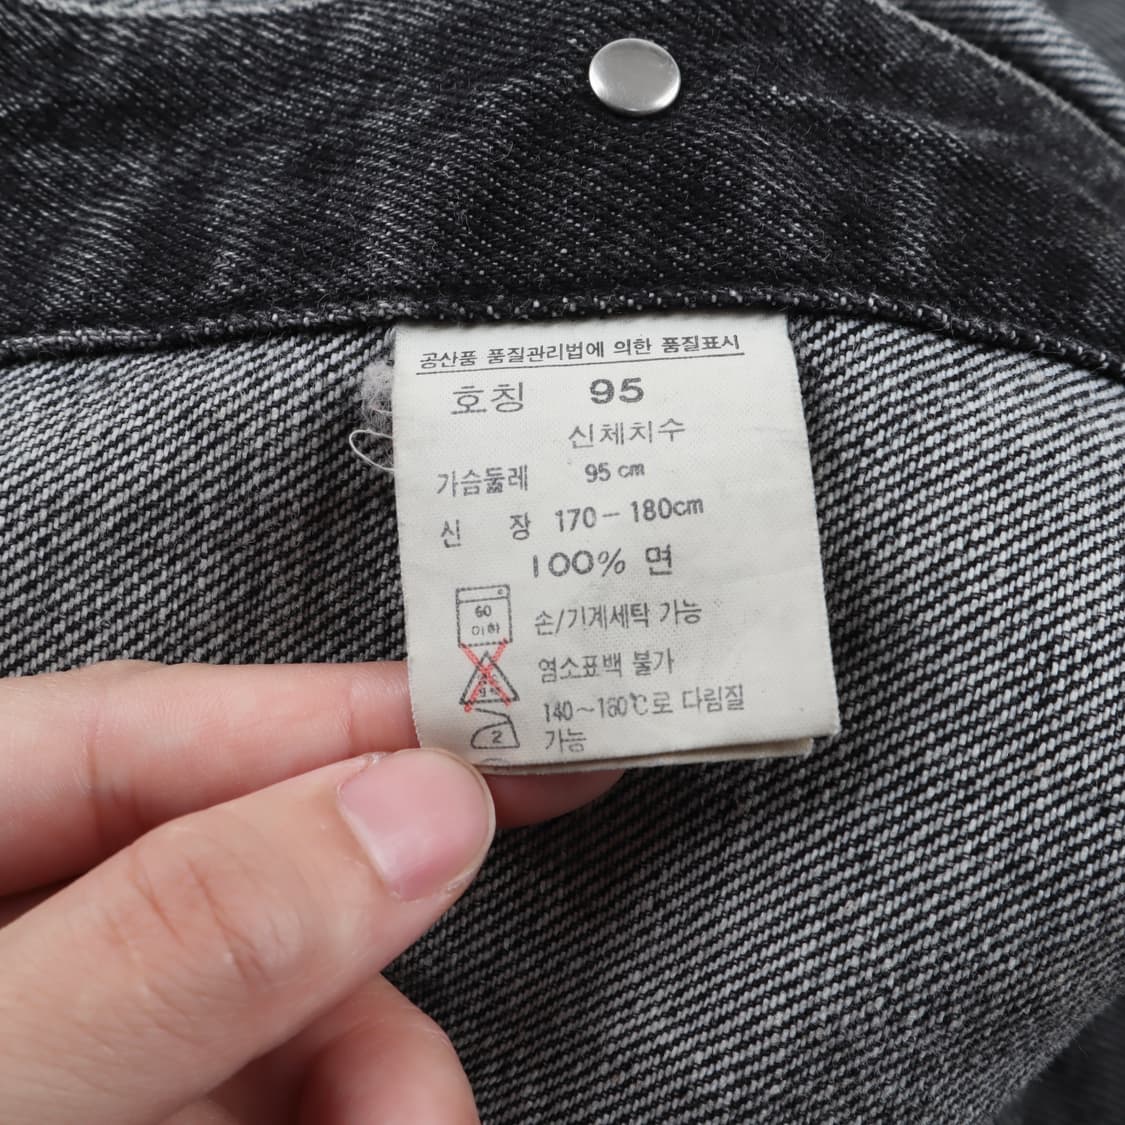 공산품 품질관리법에 의한 품질표시
호칭 95
신체치수
가슴둘레 95 cm
신 장 170-180cm
100% 면
60
이하
손/기계세탁 가능
염소표백 불가
140~160℃로 다림질
2
가능